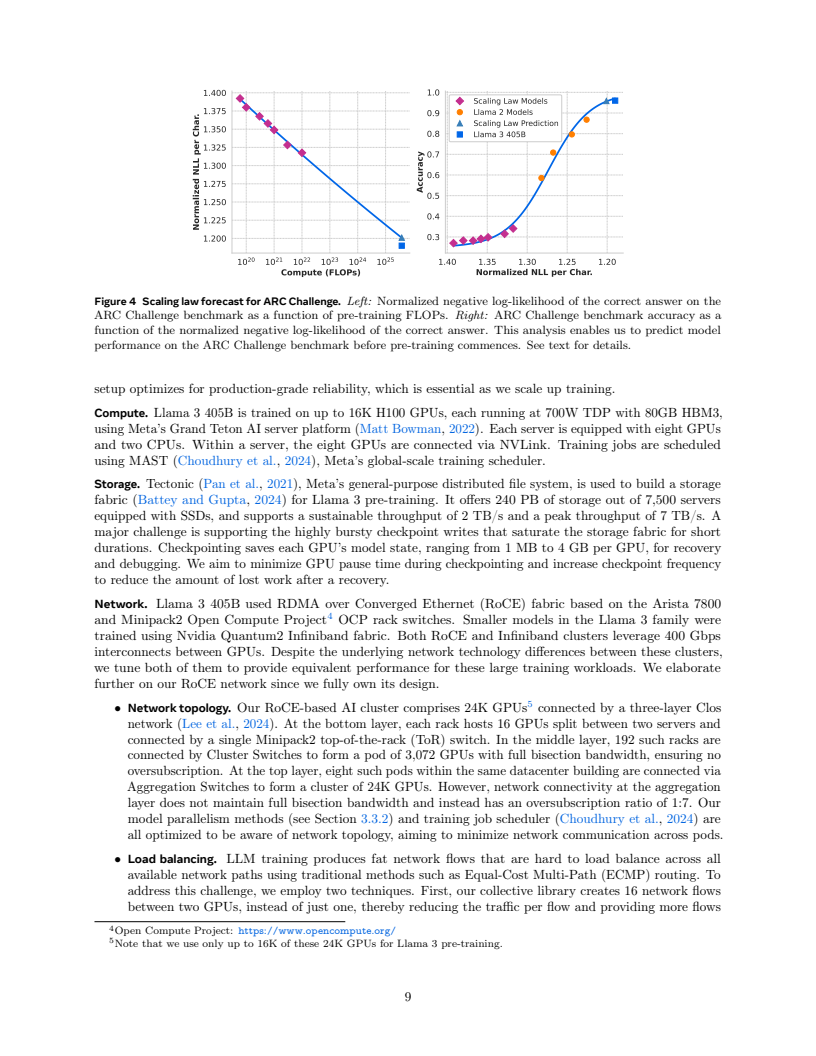 1.400
1.375
1.350
1.325
1.300
1.275
1.250
1.225
1.200
Normalized NLL per Char.
10²⁰ 10²¹ 10²² 10²³ 10²⁴ 10²⁵
Compute (FLOPs)
1.0
0.9
0.8
0.7
0.6
0.5
0.4
0.3
Accuracy
Scaling Law Models
Llama 2 Models
Scaling Law Prediction
Llama 3 405B
1.40 1.35 1.30 1.25 1.20
Normalized NLL per Char.
Figure 4 Scaling law forecast for ARC Challenge. Left: Normalized negative log-likelihood of the correct answer on the
ARC Challenge benchmark as a function of pre-training FLOPs. Right: ARC Challenge benchmark accuracy as a
function of the normalized negative log-likelihood of the correct answer. This analysis enables us to predict model
performance on the ARC Challenge benchmark before pre-training commences. See text for details.
setup optimizes for production-grade reliability, which is essential as we scale up training.
Compute. Llama 3 405B is trained on up to 16K H100 GPUs, each running at 700W TDP with 80GB HBM3,
using Meta's Grand Teton AI server platform (Matt Bowman, 2022). Each server is equipped with eight GPUs
and two CPUs. Within a server, the eight GPUs are connected via NVLink. Training jobs are scheduled
using MAST (Choudhury et al., 2024), Meta's global-scale training scheduler.
Storage. Tectonic (Pan et al., 2021), Meta's general-purpose distributed file system, is used to build a storage
fabric (Battey and Gupta, 2024) for Llama 3 pre-training. It offers 240 PB of storage out of 7,500 servers
equipped with SSDs, and supports a sustainable throughput of 2 TB/s and a peak throughput of 7 TB/s. A
major challenge is supporting the highly bursty checkpoint writes that saturate the storage fabric for short
durations. Checkpointing saves each GPU's model state, ranging from 1 MB to 4 GB per GPU, for recovery
and debugging. We aim to minimize GPU pause time during checkpointing and increase checkpoint frequency
to reduce the amount of lost work after a recovery.
Network. Llama 3 405B used RDMA over Converged Ethernet (RoCE) fabric based on the Arista 7800
and Minipack2 Open Compute Project⁴ OCP rack switches. Smaller models in the Llama 3 family were
trained using Nvidia Quantum2 Infiniband fabric. Both RoCE and Infiniband clusters leverage 400 Gbps
interconnects between GPUs. Despite the underlying network technology differences between these clusters,
we tune both of them to provide equivalent performance for these large training workloads. We elaborate
further on our RoCE network since we fully own its design.
• Network topology. Our RoCE-based AI cluster comprises 24K GPUs⁵ connected by a three-layer Clos
network (Lee et al., 2024). At the bottom layer, each rack hosts 16 GPUs split between two servers and
connected by a single Minipack2 top-of-the-rack (ToR) switch. In the middle layer, 192 such racks are
connected by Cluster Switches to form a pod of 3,072 GPUs with full bisection bandwidth, ensuring no
oversubscription. At the top layer, eight such pods within the same datacenter building are connected via
Aggregation Switches to form a cluster of 24K GPUs. However, network connectivity at the aggregation
layer does not maintain full bisection bandwidth and instead has an oversubscription ratio of 1:7. Our
model parallelism methods (see Section 3.3.2) and training job scheduler (Choudhury et al., 2024) are
all optimized to be aware of network topology, aiming to minimize network communication across pods.
• Load balancing. LLM training produces fat network flows that are hard to load balance across all
available network paths using traditional methods such as Equal-Cost Multi-Path (ECMP) routing. To
address this challenge, we employ two techniques. First, our collective library creates 16 network flows
between two GPUs, instead of just one, thereby reducing the traffic per flow and providing more flows
⁴Open Compute Project: https://www.opencompute.org/
⁵Note that we use only up to 16K of these 24K GPUs for Llama 3 pre-training.
9